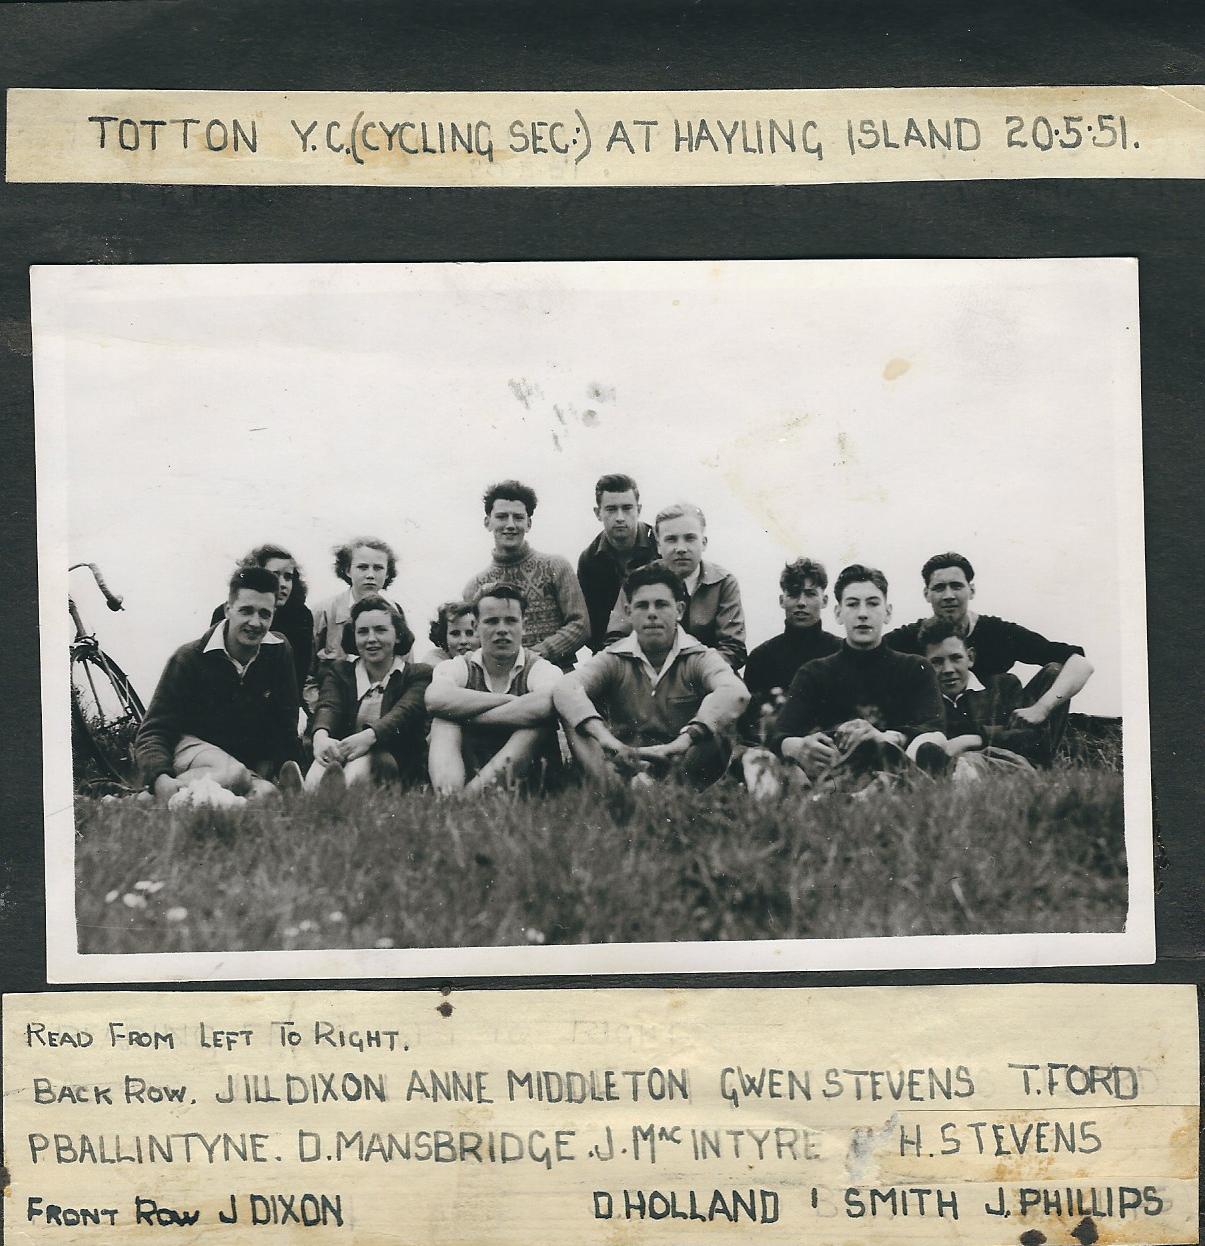 TOTTON Y.C.(CYCLING SEC:) AT HAYLING ISLAND 20·5·51.
READ FROM LEFT TO RIGHT.
BACK ROW. JILL DIXON ANNE MIDDLETON GWEN STEVENS T.FORD
P BALLINTYNE. D.MANSBRIDGE. J.MAC INTYRE H.STEVENS
FRONT ROW J DIXON D HOLLAND I SMITH J.PHILLIPS